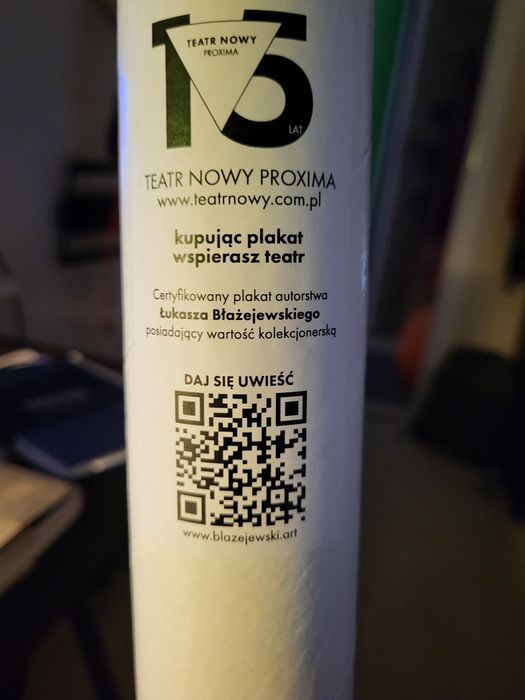 15
TEATR NOWY
PROXIMA
LAT
TEATR NOWY PROXIMA
www.teatrnowy.com.pl
kupując plakat
wspierasz teatr
Certyfikowany plakat autorstwa
Łukasza Błażejewskiego
posiadający wartość kolekcjonerską
DAJ SIĘ UWIEŚĆ
www.blazejewski.art